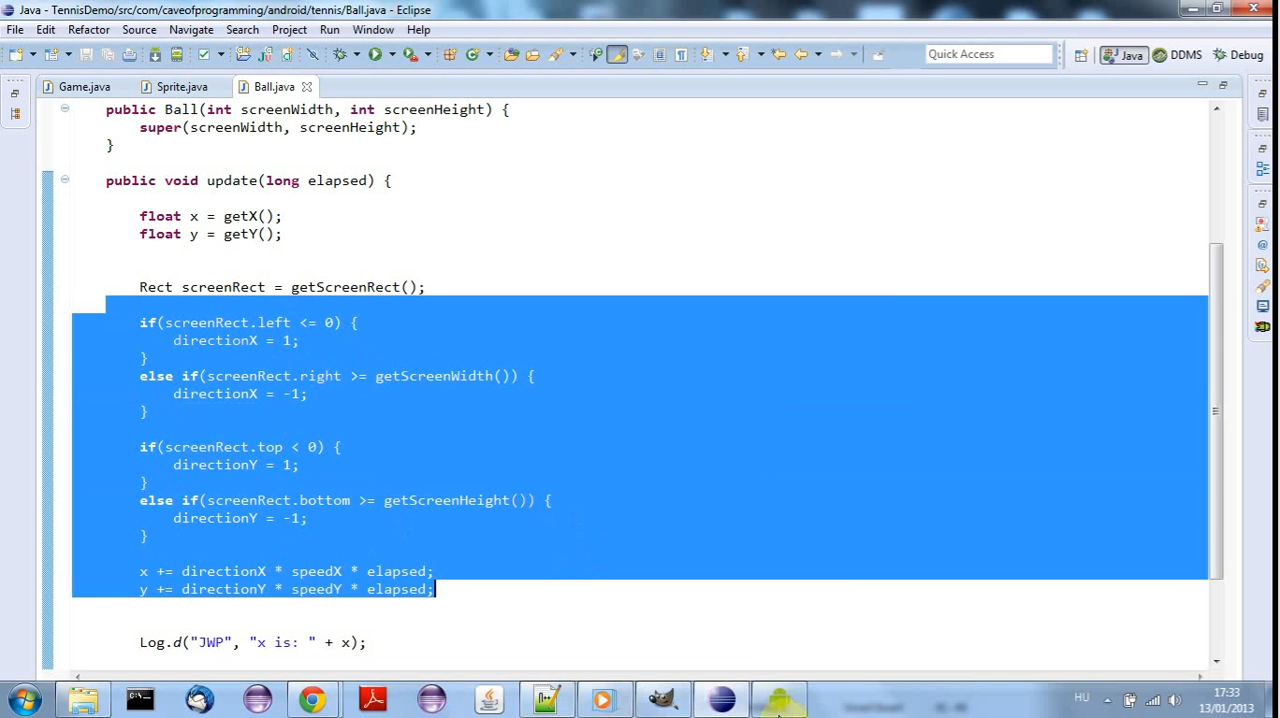 Java - TennisDemo/src/com/caveofprogramming/android/tennis/Ball.java - Eclipse
File Edit Refactor Source Navigate Search Project Run Window Help
Quick Access Java DDMS Debug
Game.java Sprite.java Ball.java
public Ball(int screenWidth, int screenHeight) {
super(screenWidth, screenHeight);
}
public void update(long elapsed) {
float x = getX();
float y = getY();
Rect screenRect = getScreenRect();
if(screenRect.left <= 0) {
directionX = 1;
}
else if(screenRect.right >= getScreenWidth()) {
directionX = -1;
}
if(screenRect.top < 0) {
directionY = 1;
}
else if(screenRect.bottom >= getScreenHeight()) {
directionY = -1;
}
x += directionX * speedX * elapsed;
y += directionY * speedY * elapsed;
Log.d("JWP", "x is: " + x);
HU 17:33
13/01/2013